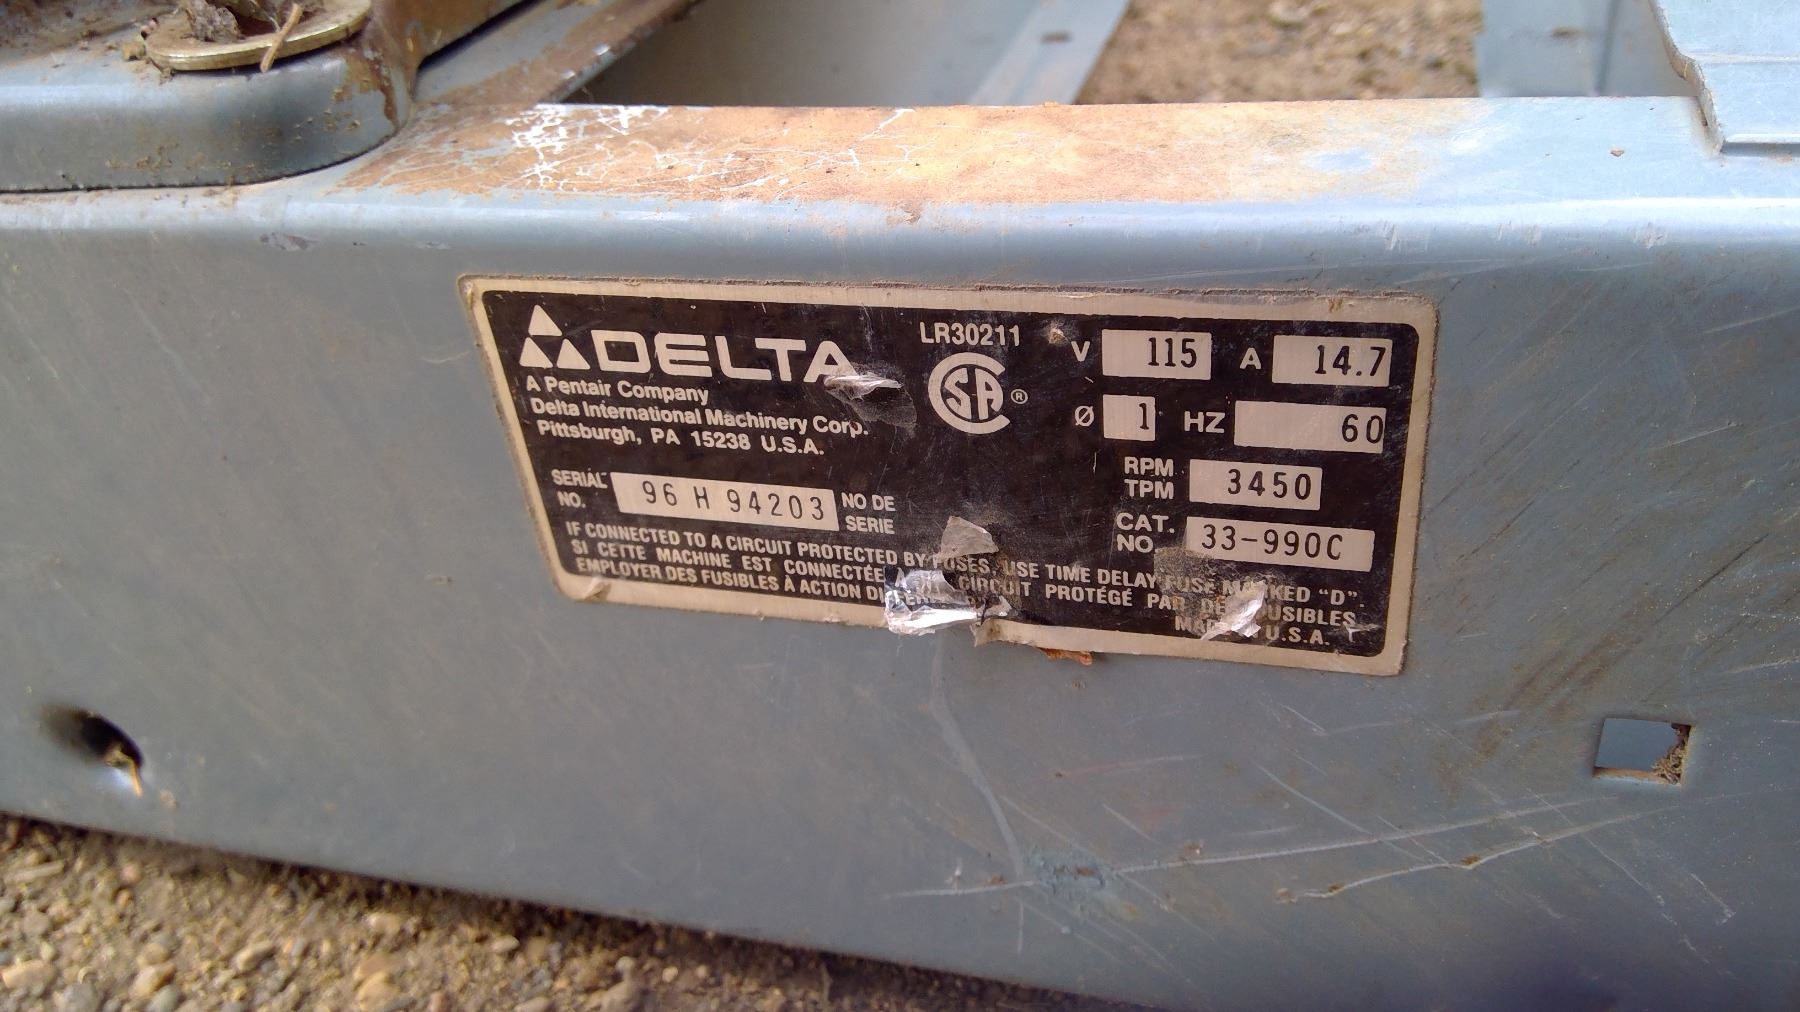 DELTA
A Pentair Company
Delta International Machinery Corp.
Pittsburgh, PA 15238 U.S.A.
LR30211
SA ®
V 115 A 14.7
Ø 1 HZ 60
RPM
TPM 3450
CAT.
NO. 33-990C
SERIAL
NO. 96 H 94203 NO DE
SERIE
IF CONNECTED TO A CIRCUIT PROTECTED BY FUSES, USE TIME DELAY FUSE MARKED "D".
SI CETTE MACHINE EST CONNECTÉE CIRCUIT PROTÉGÉ PAR DES FUSIBLES
EMPLOYER DES FUSIBLES À ACTION
U.S.A.